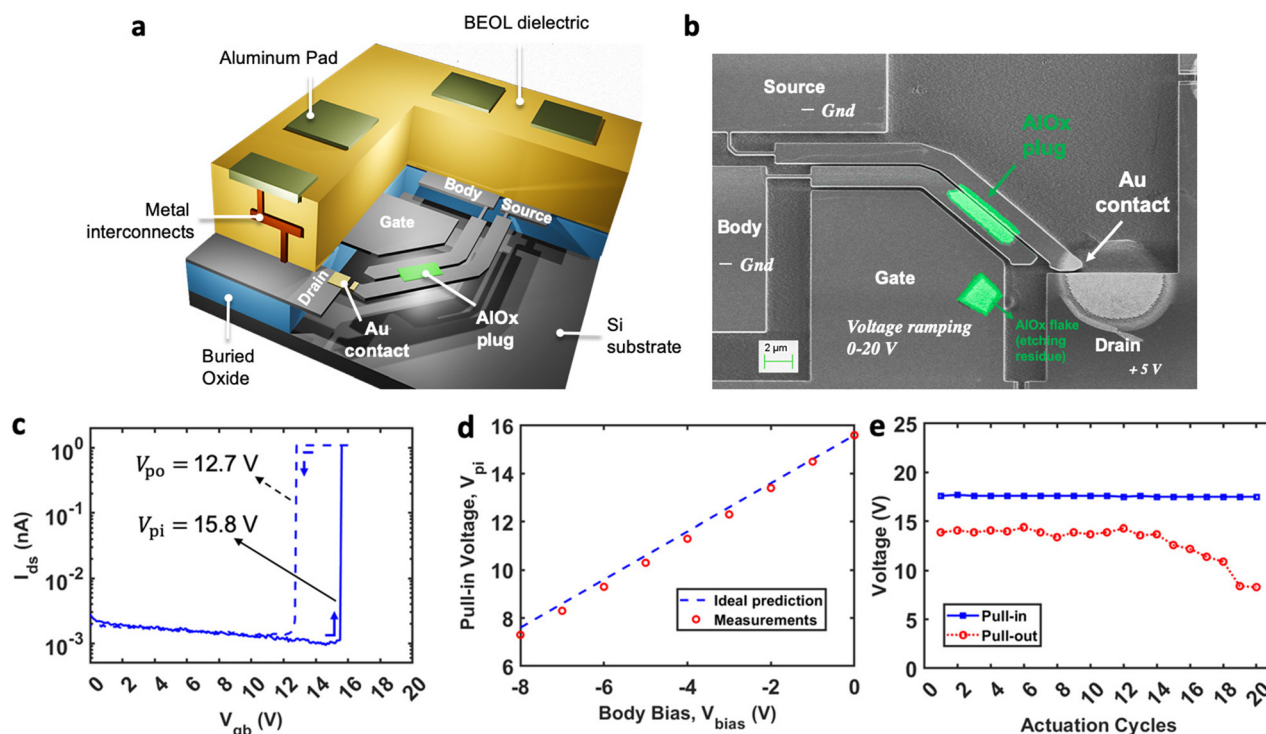 a
BEOL dielectric
Aluminum Pad
Metal
interconnects
Body
Source
Gate
Drain
Au
contact
AlOx
plug
Si
substrate
Buried
Oxide
b
Source
Gnd
AlOx
plug
Au
contact
Body
Gnd
Gate
Voltage ramping
0-20 V
AlOx flake
(etching
residue)
Drain
+ 5 V
2 µm
c
V_po = 12.7 V
V_pi = 15.8 V
I_ds (nA)
10^0
10^-1
10^-2
10^-3
0 2 4 6 8 10 12 14 16 18 20
V_gb (V)
d
Pull-in Voltage, V_pi
16
14
12
10
8
6
Ideal prediction
Measurements
-8 -6 -4 -2 0
Body Bias, V_bias (V)
e
Voltage (V)
25
20
15
10
5
0
Pull-in
Pull-out
0 2 4 6 8 10 12 14 16 18 20
Actuation Cycles